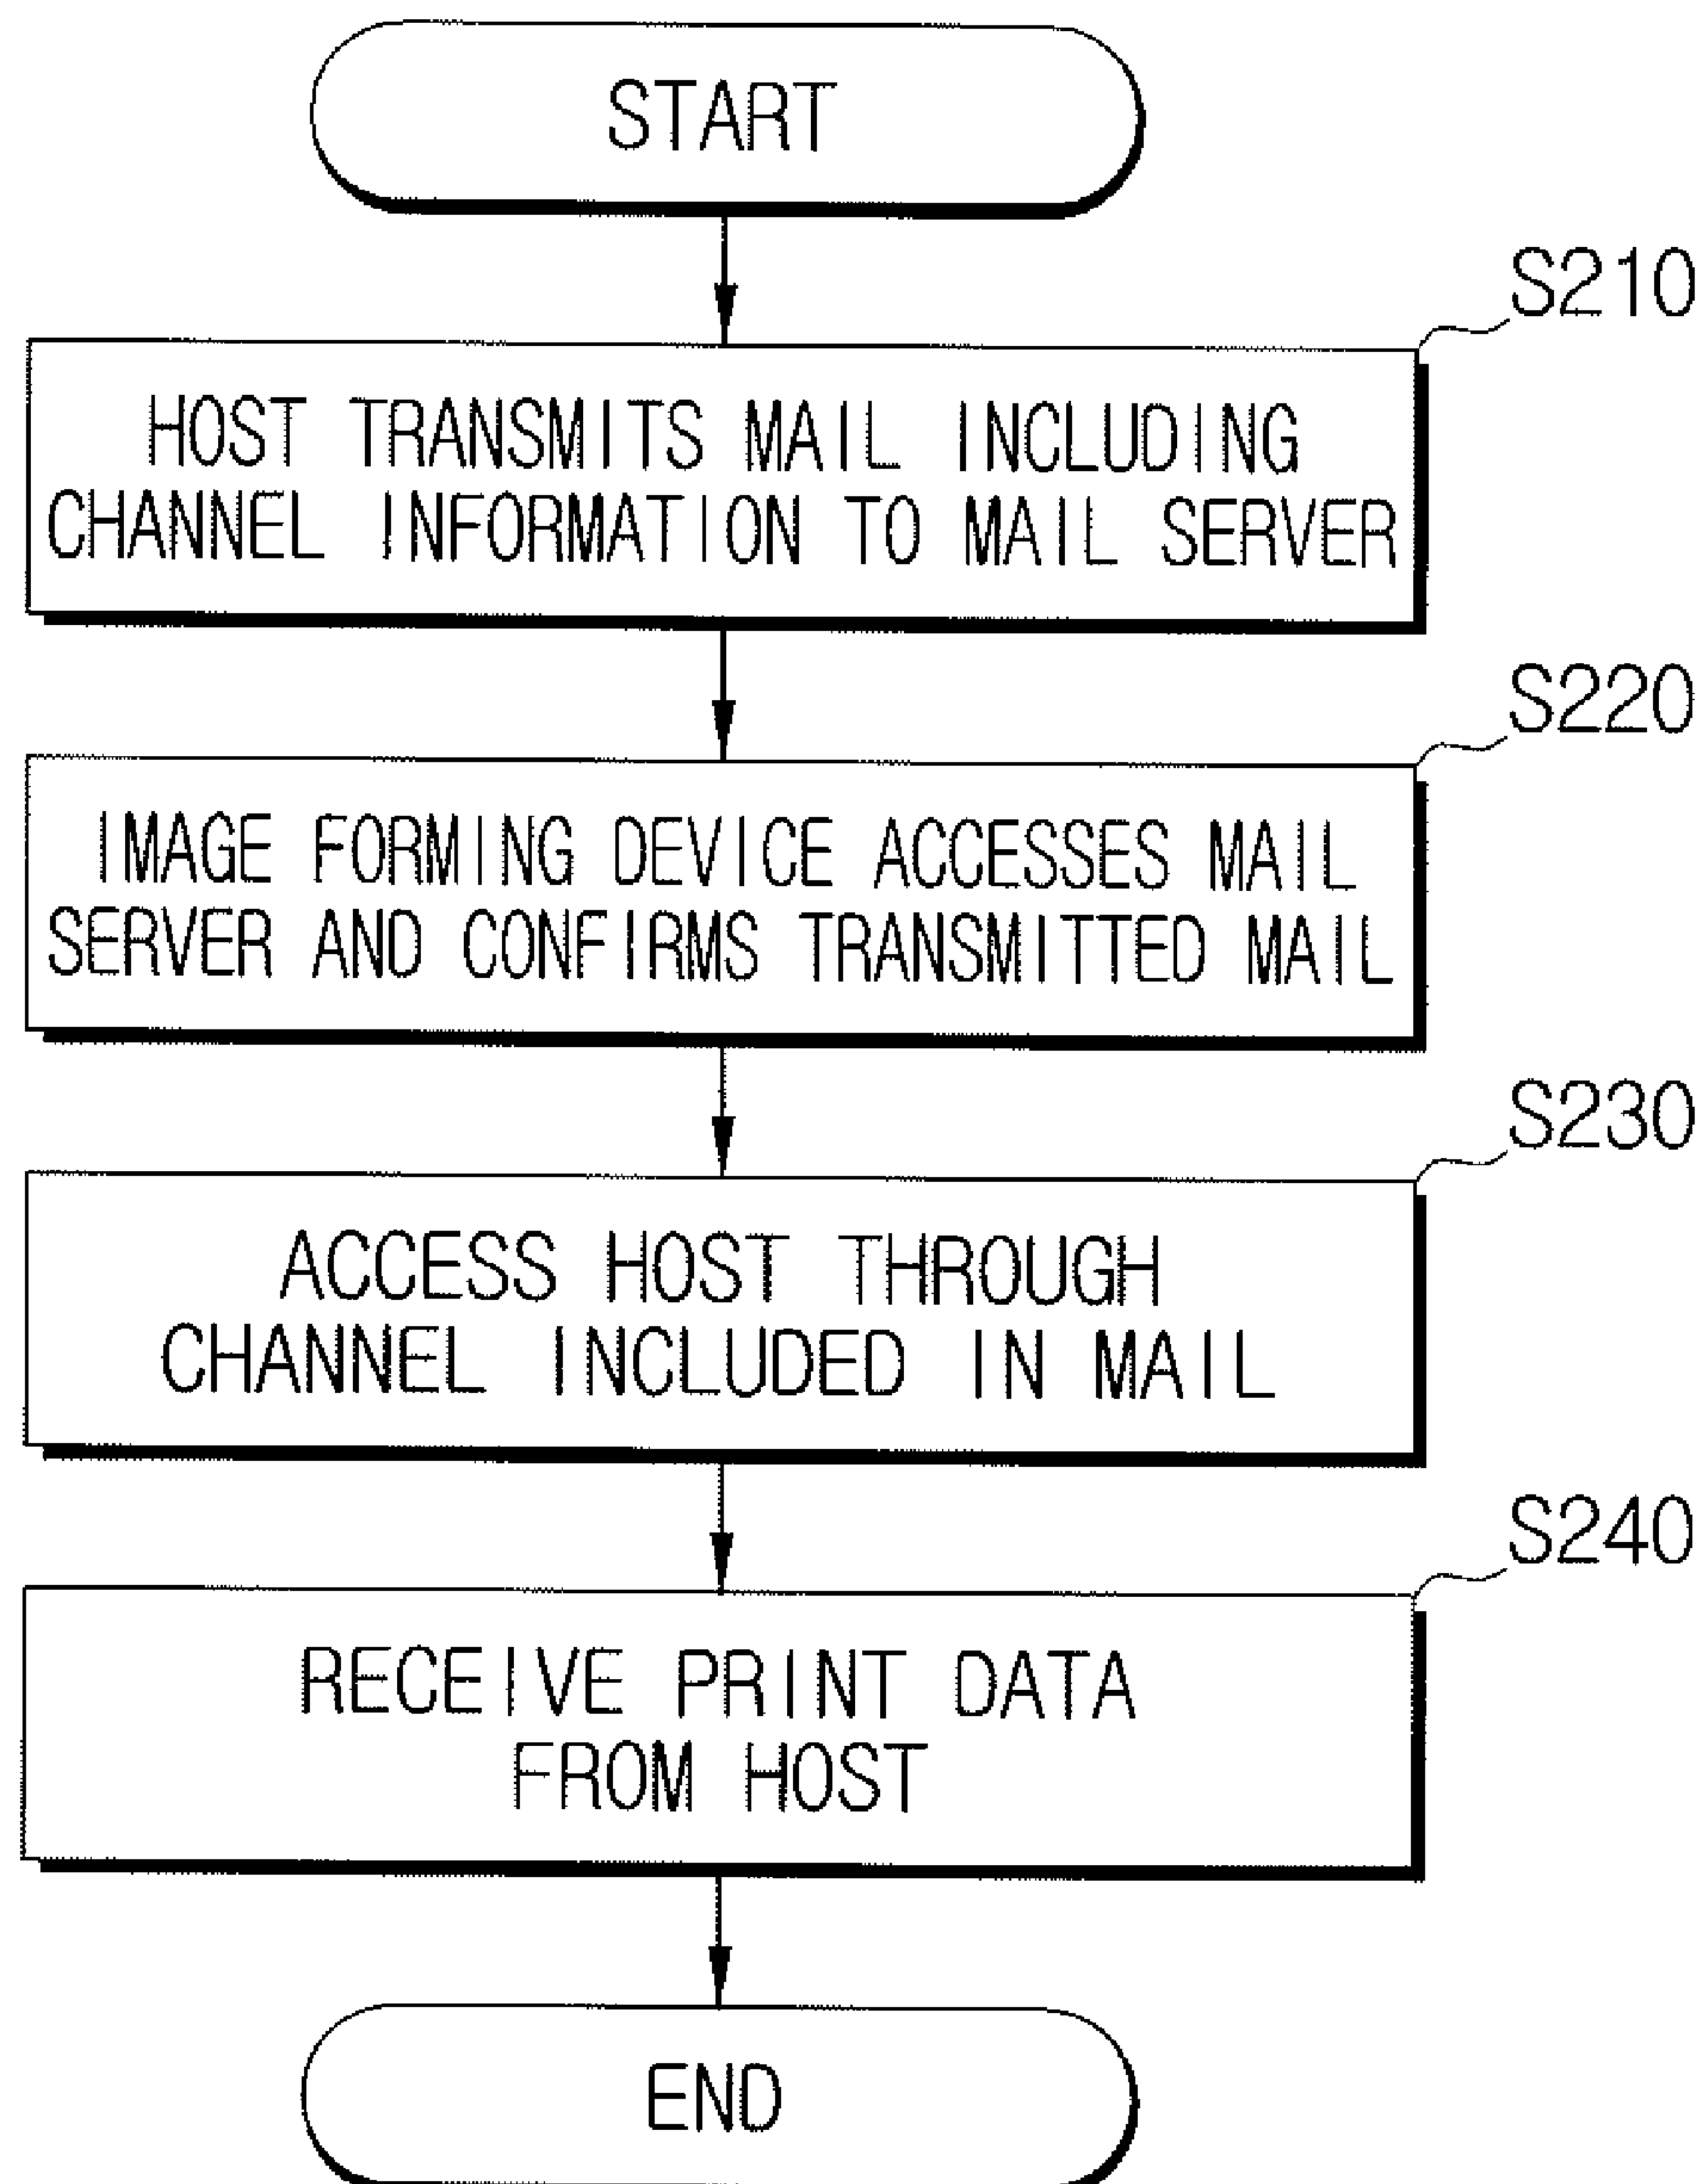 START
S210
HOST TRANSMITS MAIL INCLUDING
CHANNEL INFORMATION TO MAIL SERVER
S220
IMAGE FORMING DEVICE ACCESSES MAIL
SERVER AND CONFIRMS TRANSMITTED MAIL
S230
ACCESS HOST THROUGH
CHANNEL INCLUDED IN MAIL
S240
RECEIVE PRINT DATA
FROM HOST
END